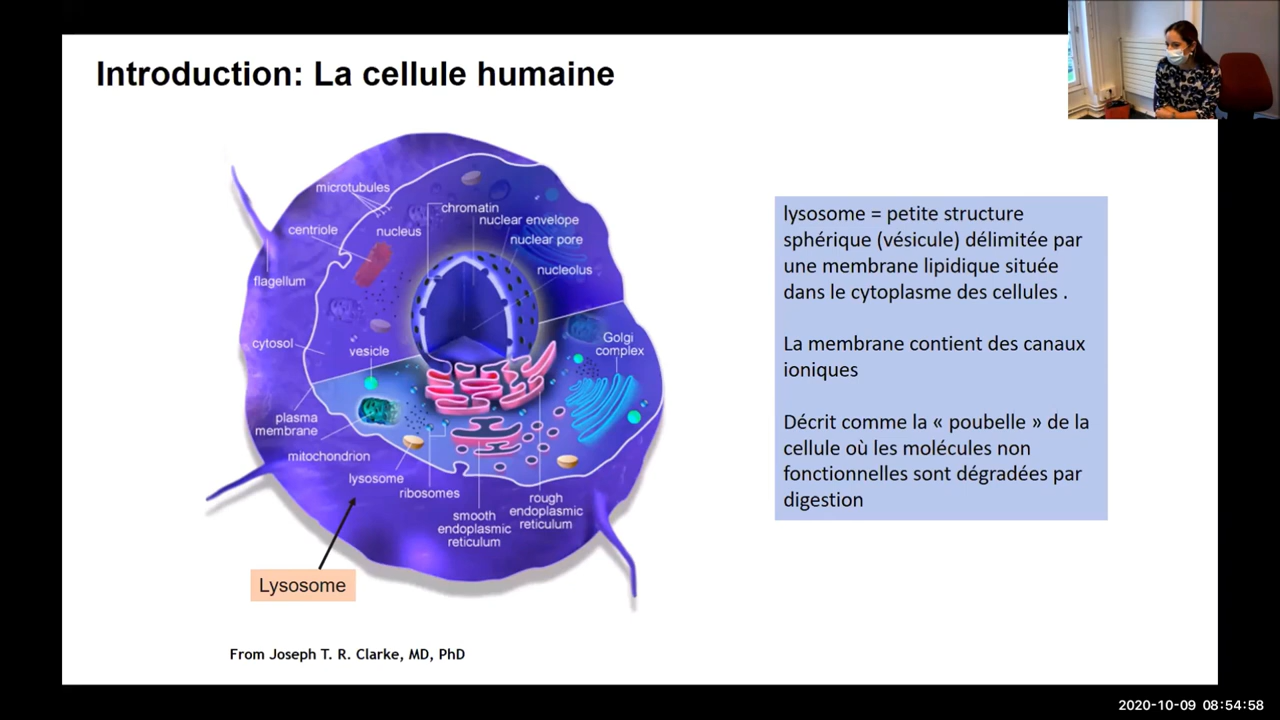 Introduction: La cellule humaine
microtubules
chromatin
nuclear envelope
centriole
nucleus
nuclear pore
nucleolus
flagellum
cytosol
vesicle
Golgi
complex
plasma
membrane
mitochondrion
lysosome
ribosomes
smooth
endoplasmic
reticulum
rough
endoplasmic
reticulum
Lysosome
From Joseph T. R. Clarke, MD, PhD
lysosome = petite structure
sphérique (vésicule) délimitée par
une membrane lipidique située
dans le cytoplasme des cellules .
La membrane contient des canaux
ioniques
Décrit comme la « poubelle » de la
cellule où les molécules non
fonctionnelles sont dégradées par
digestion
2020-10-09 08:54:58